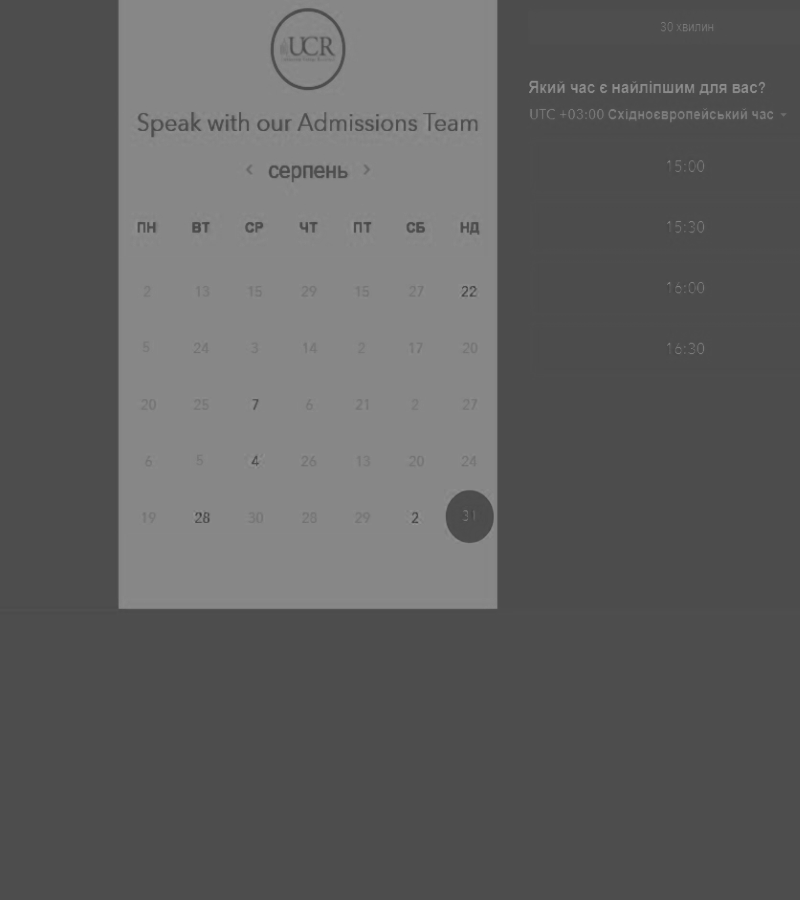 UCR
Speak with our Admissions Team
серпень
ПН ВТ СР ЧТ ПТ СБ НД
2 13 15 29 15 27 22
5 24 3 14 2 17 20
20 25 7 6 21 2 27
6 5 4 26 13 20 24
19 28 30 28 29 2 31
30 хвилин
Який час є найліпшим для вас?
UTC +03:00 Східноєвропейський час
15:00
15:30
16:00
16:30